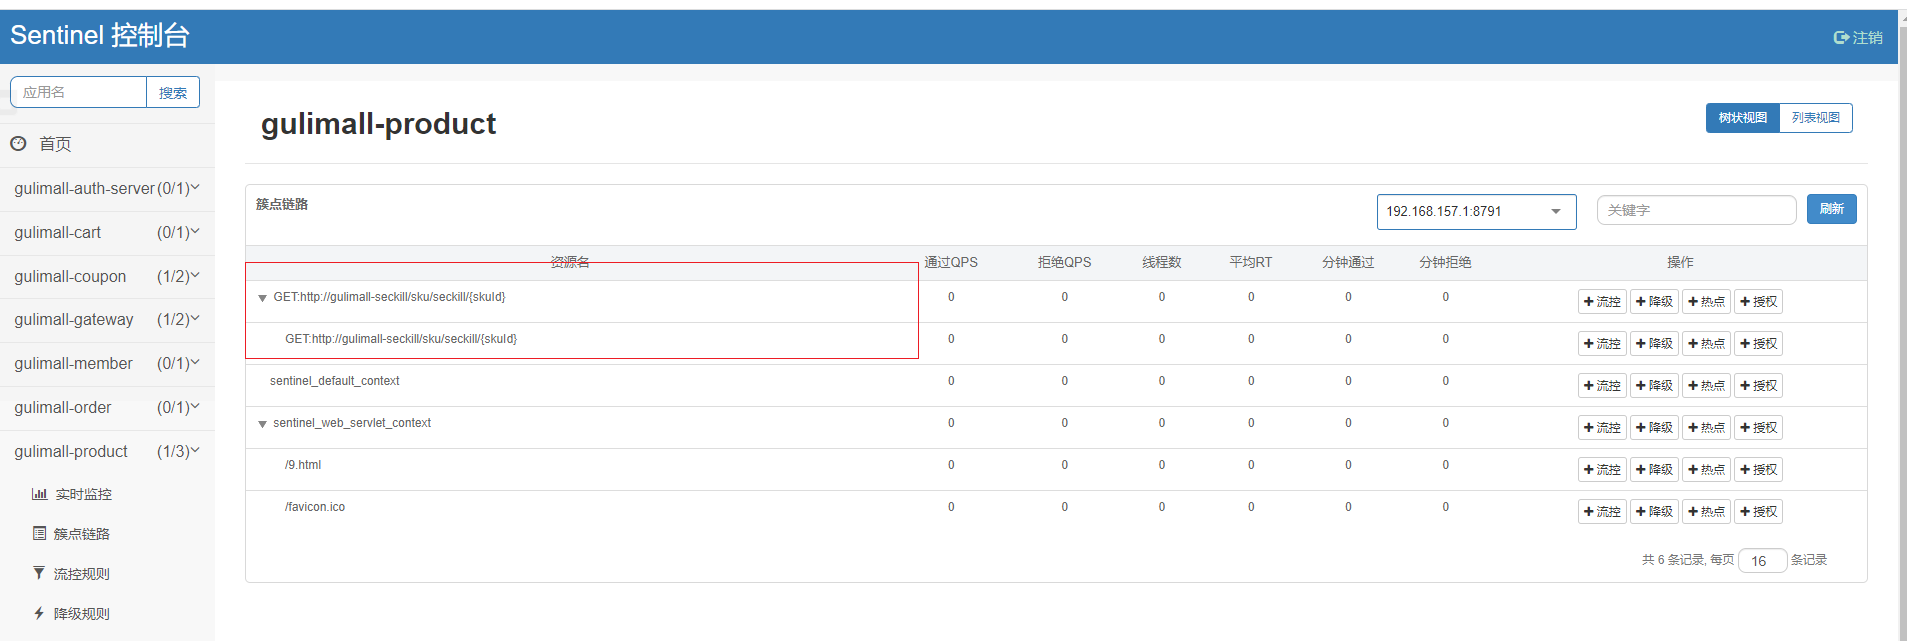 Sentinel 控制台
注销
应用名 搜索
首页
gulimall-auth-server (0/1)
gulimall-cart (0/1)
gulimall-coupon (1/2)
gulimall-gateway (1/2)
gulimall-member (0/1)
gulimall-order (0/1)
gulimall-product (1/3)
实时监控
簇点链路
流控规则
降级规则
gulimall-product
树状视图 列表视图
簇点链路 192.168.157.1:8791 关键字 刷新
资源名 通过QPS 拒绝QPS 线程数 平均RT 分钟通过 分钟拒绝 操作
GET:http://gulimall-seckill/sku/seckill/{skuId} 0 0 0 0 0 0 流控 降级 热点 授权
GET:http://gulimall-seckill/sku/seckill/{skuId} 0 0 0 0 0 0 流控 降级 热点 授权
sentinel_default_context 0 0 0 0 0 0 流控 降级 热点 授权
sentinel_web_servlet_context 0 0 0 0 0 0 流控 降级 热点 授权
/9.html 0 0 0 0 0 0 流控 降级 热点 授权
/favicon.ico 0 0 0 0 0 0 流控 降级 热点 授权
共 6 条记录, 每页 16 条记录